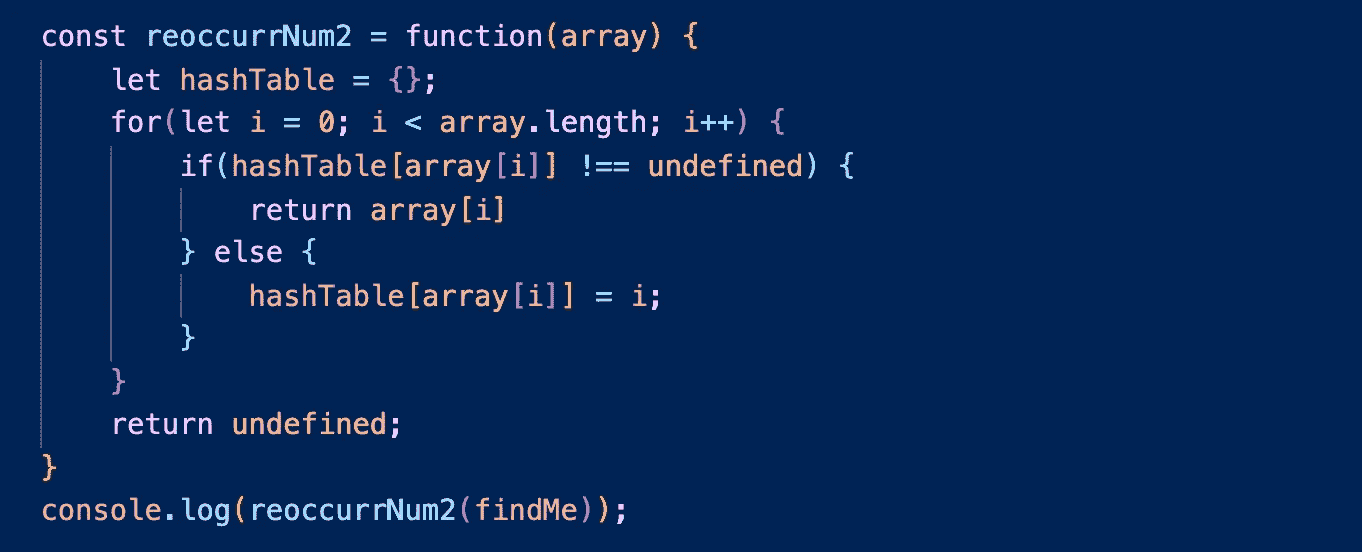 const reoccurrNum2 = function(array) {
    let hashTable = {};
    for(let i = 0; i < array.length; i++) {
        if(hashTable[array[i]] !== undefined) {
            return array[i]
        } else {
            hashTable[array[i]] = i;
        }
    }
    return undefined;
}
console.log(reoccurrNum2(findMe));